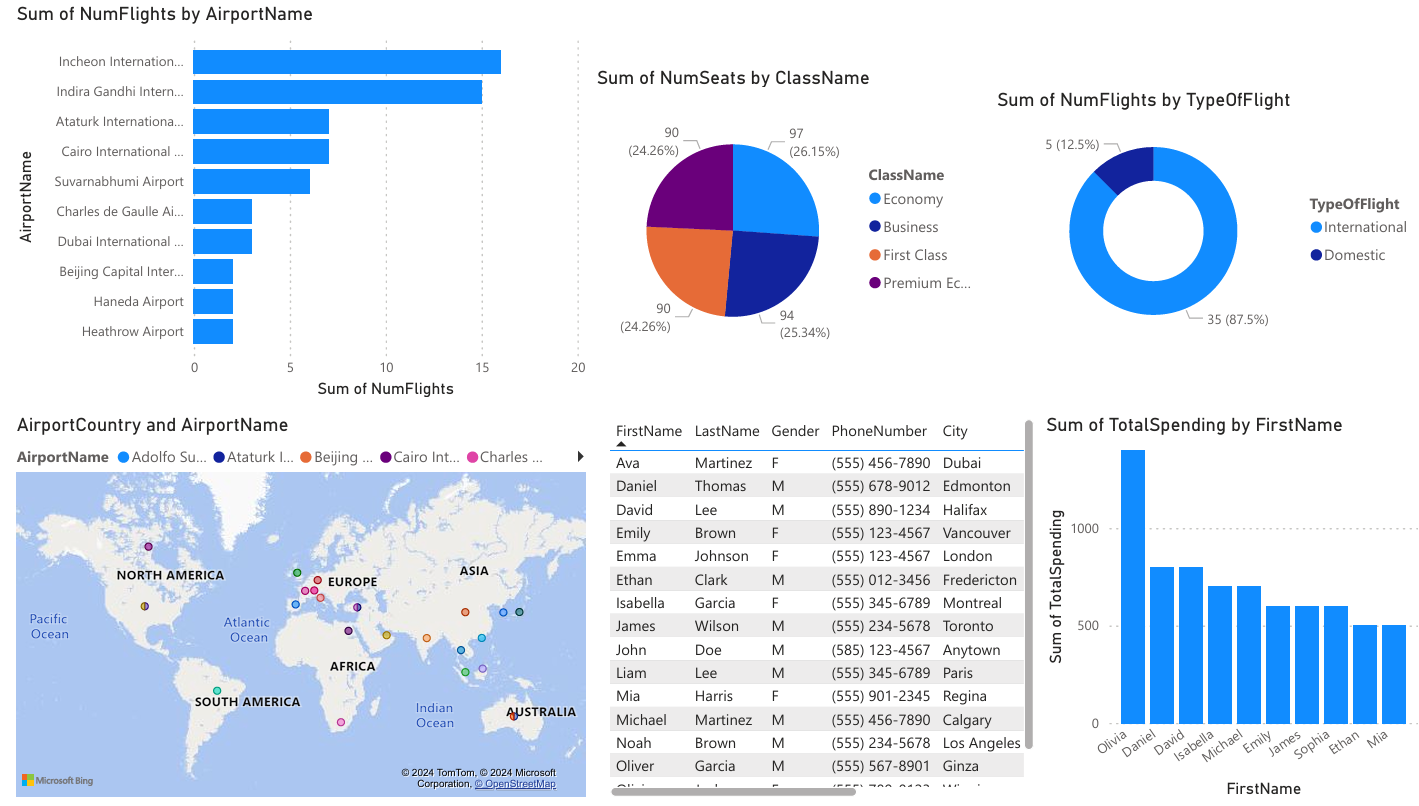 Sum of NumFlights by AirportName
AirportName
Incheon Internation...
Indira Gandhi Intern...
Ataturk Internationa...
Cairo International ...
Suvarnabhumi Airport
Charles de Gaulle Ai...
Dubai International ...
Beijing Capital Inter...
Haneda Airport
Heathrow Airport
0 5 10 15 20
Sum of NumFlights
Sum of NumSeats by ClassName
90
(24.26%)
97
(26.15%)
90
(24.26%)
94
(25.34%)
ClassName
Economy
Business
First Class
Premium Ec...
Sum of NumFlights by TypeOfFlight
5 (12.5%)
35 (87.5%)
TypeOfFlight
International
Domestic
AirportCountry and AirportName
AirportName Adolfo Su... Ataturk I... Beijing ... Cairo Int... Charles ...
NORTH AMERICA
EUROPE
ASIA
Pacific
Ocean
Atlantic
Ocean
AFRICA
SOUTH AMERICA
Indian
Ocean
AUSTRALIA
Microsoft Bing
© 2024 TomTom, © 2024 Microsoft
Corporation, © OpenStreetMap
FirstName LastName Gender PhoneNumber City
Ava Martinez F (555) 456-7890 Dubai
Daniel Thomas M (555) 678-9012 Edmonton
David Lee M (555) 890-1234 Halifax
Emily Brown F (555) 123-4567 Vancouver
Emma Johnson F (555) 123-4567 London
Ethan Clark M (555) 012-3456 Fredericton
Isabella Garcia F (555) 345-6789 Montreal
James Wilson M (555) 234-5678 Toronto
John Doe M (585) 123-4567 Anytown
Liam Lee M (555) 345-6789 Paris
Mia Harris F (555) 901-2345 Regina
Michael Martinez M (555) 456-7890 Calgary
Noah Brown M (555) 234-5678 Los Angeles
Oliver Garcia M (555) 567-8901 Ginza
Sum of TotalSpending by FirstName
Sum of TotalSpending
1000
500
0
Olivia Daniel David Isabella Michael Emily James Sophia Ethan Mia
FirstName